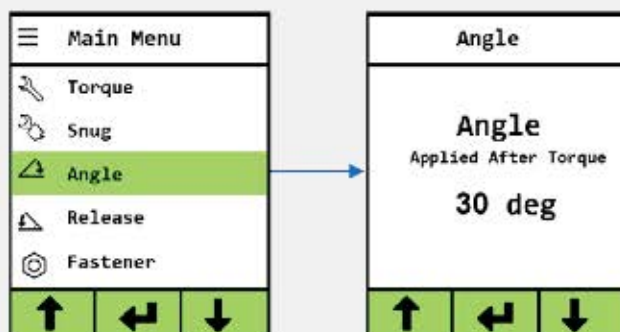 Main Menu
Torque
Snug
Angle
Release
Fastener
Angle
Angle
Applied After Torque
30 deg